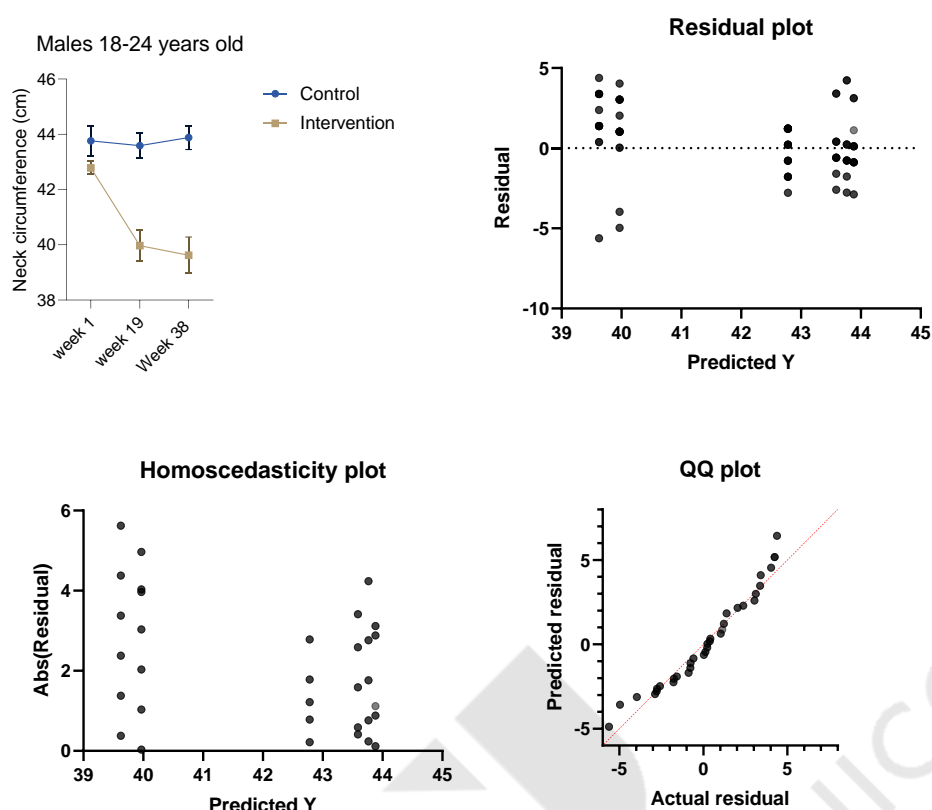 Males 18-24 years old
Neck circumference (cm)
46
44
42
40
38
week 1
week 19
Week 38
Control
Intervention
Residual plot
Residual
5
0
-5
-10
39 40 41 42 43 44 45
Predicted Y
Homoscedasticity plot
Abs(Residual)
6
4
2
0
39 40 41 42 43 44 45
Predicted Y
QQ plot
Predicted residual
5
0
-5
-5 0 5
Actual residual